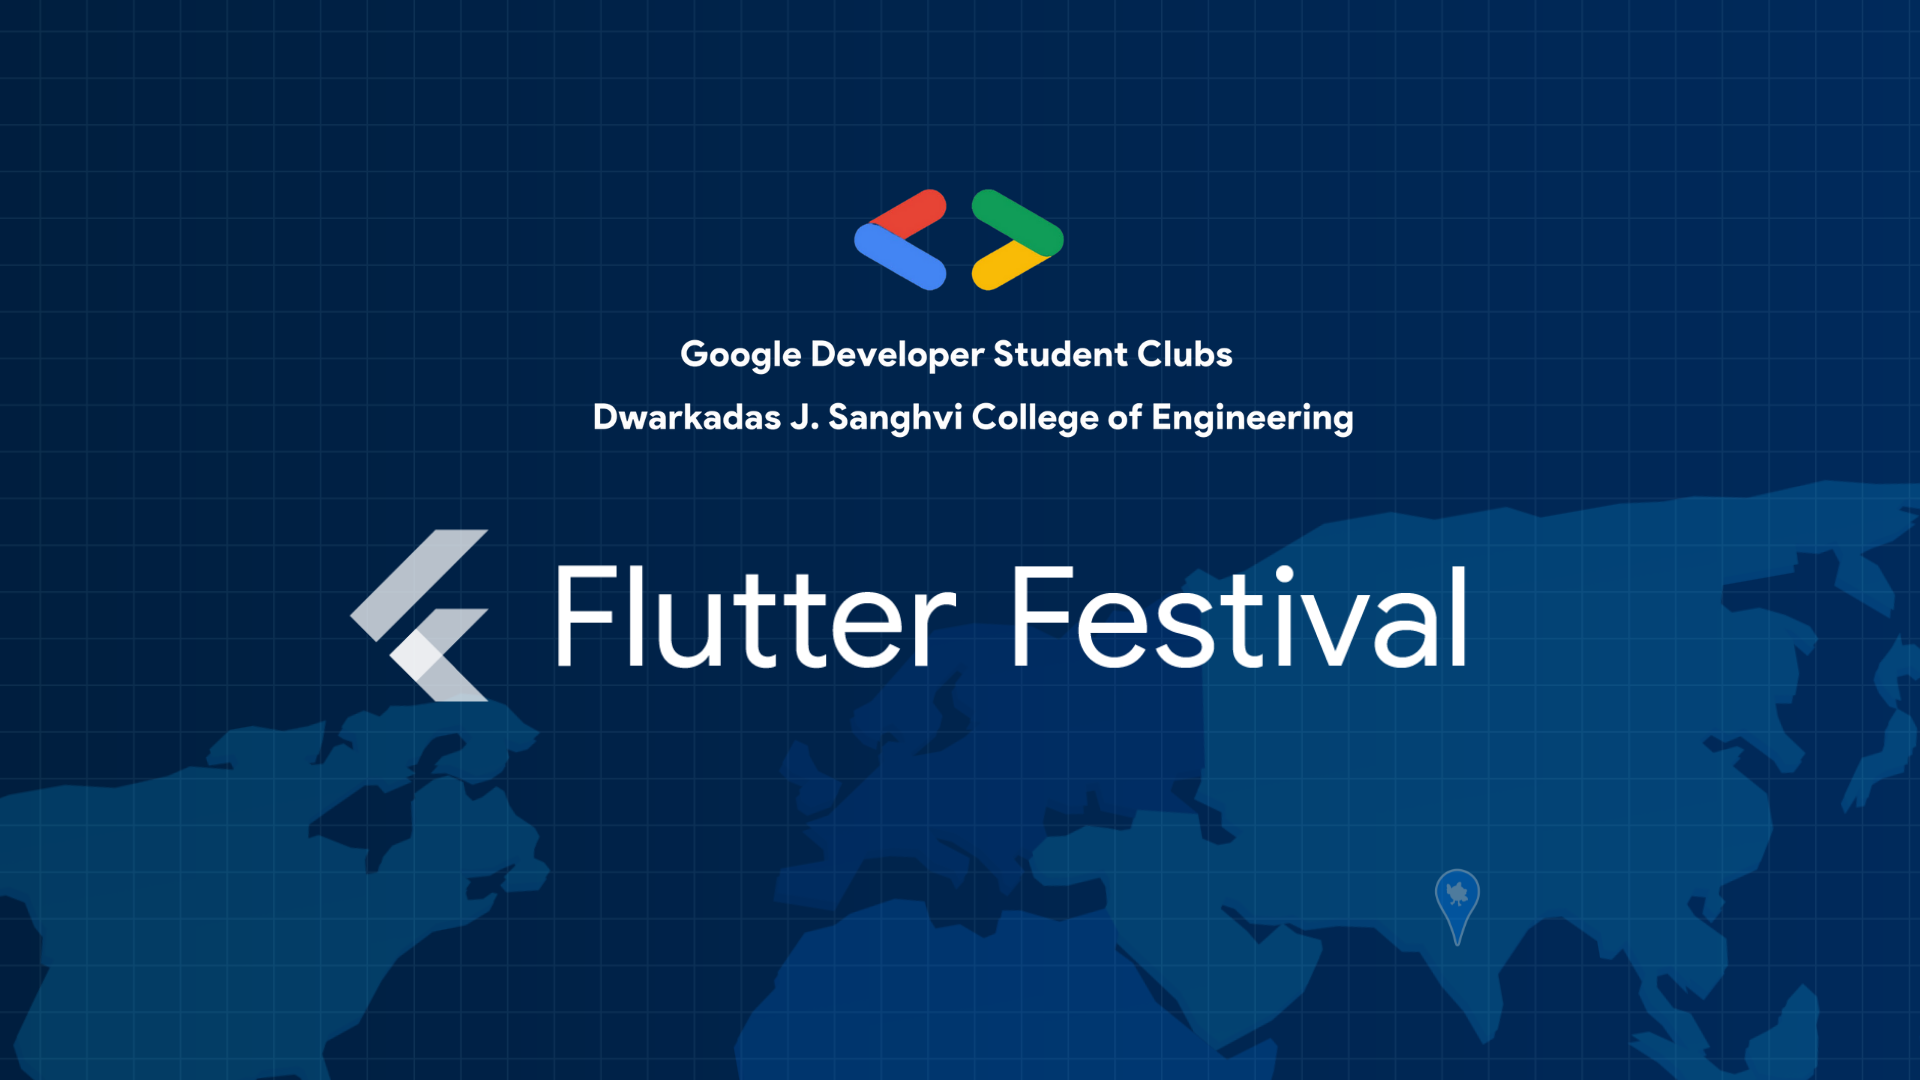 Google Developer Student Clubs
Dwarkadas J. Sanghvi College of Engineering
Flutter Festival